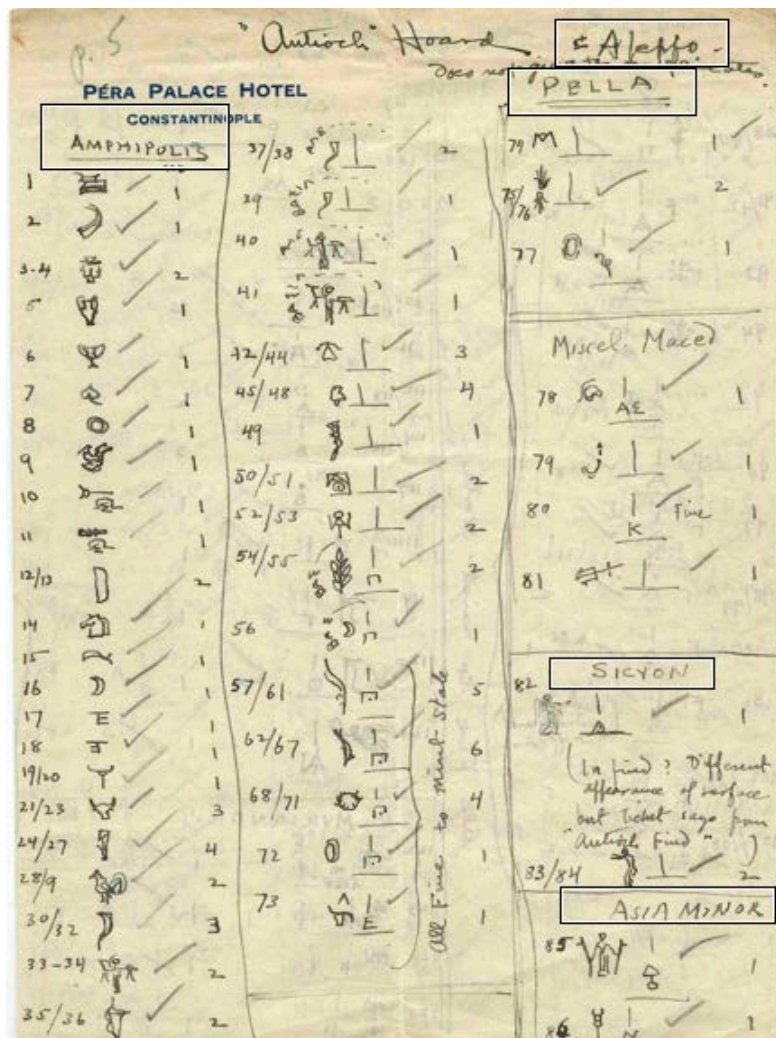 p. 5
"Antioch" Hoard = Aleppo.
Does not
PÉRA PALACE HOTEL
CONSTANTINOPLE
AMPHIPOLIS
1 1
2 1
3-4 2
5 1
6 1
7 1
8 1
9 1
10 1
11 1
12/13 2
14 1
15 1
16 1
17 E 1
18 1
19/20 2
21/23 3
24/27 4
28/9 2
30/32 3
33-34 2
35/36 2
37/38 2
39 1
40 1
41 1
42/44 3
45/48 4
49 1
50/51 2
52/53 2
54/55 2
56 1
57/61 5
62/67 6
68/71 4
72 1
73 E 1
All Fine to Mint State
PELLA
74 1
75/76 2
77 1
Miscel. Maced
78 AE 1
79 1
80 K Fine 1
81 1
SICYON
82 1
(In find? Different
appearance of surface
but ticket says from
"Antioch Find")
83/84 2
ASIA MINOR
85 1
86 1